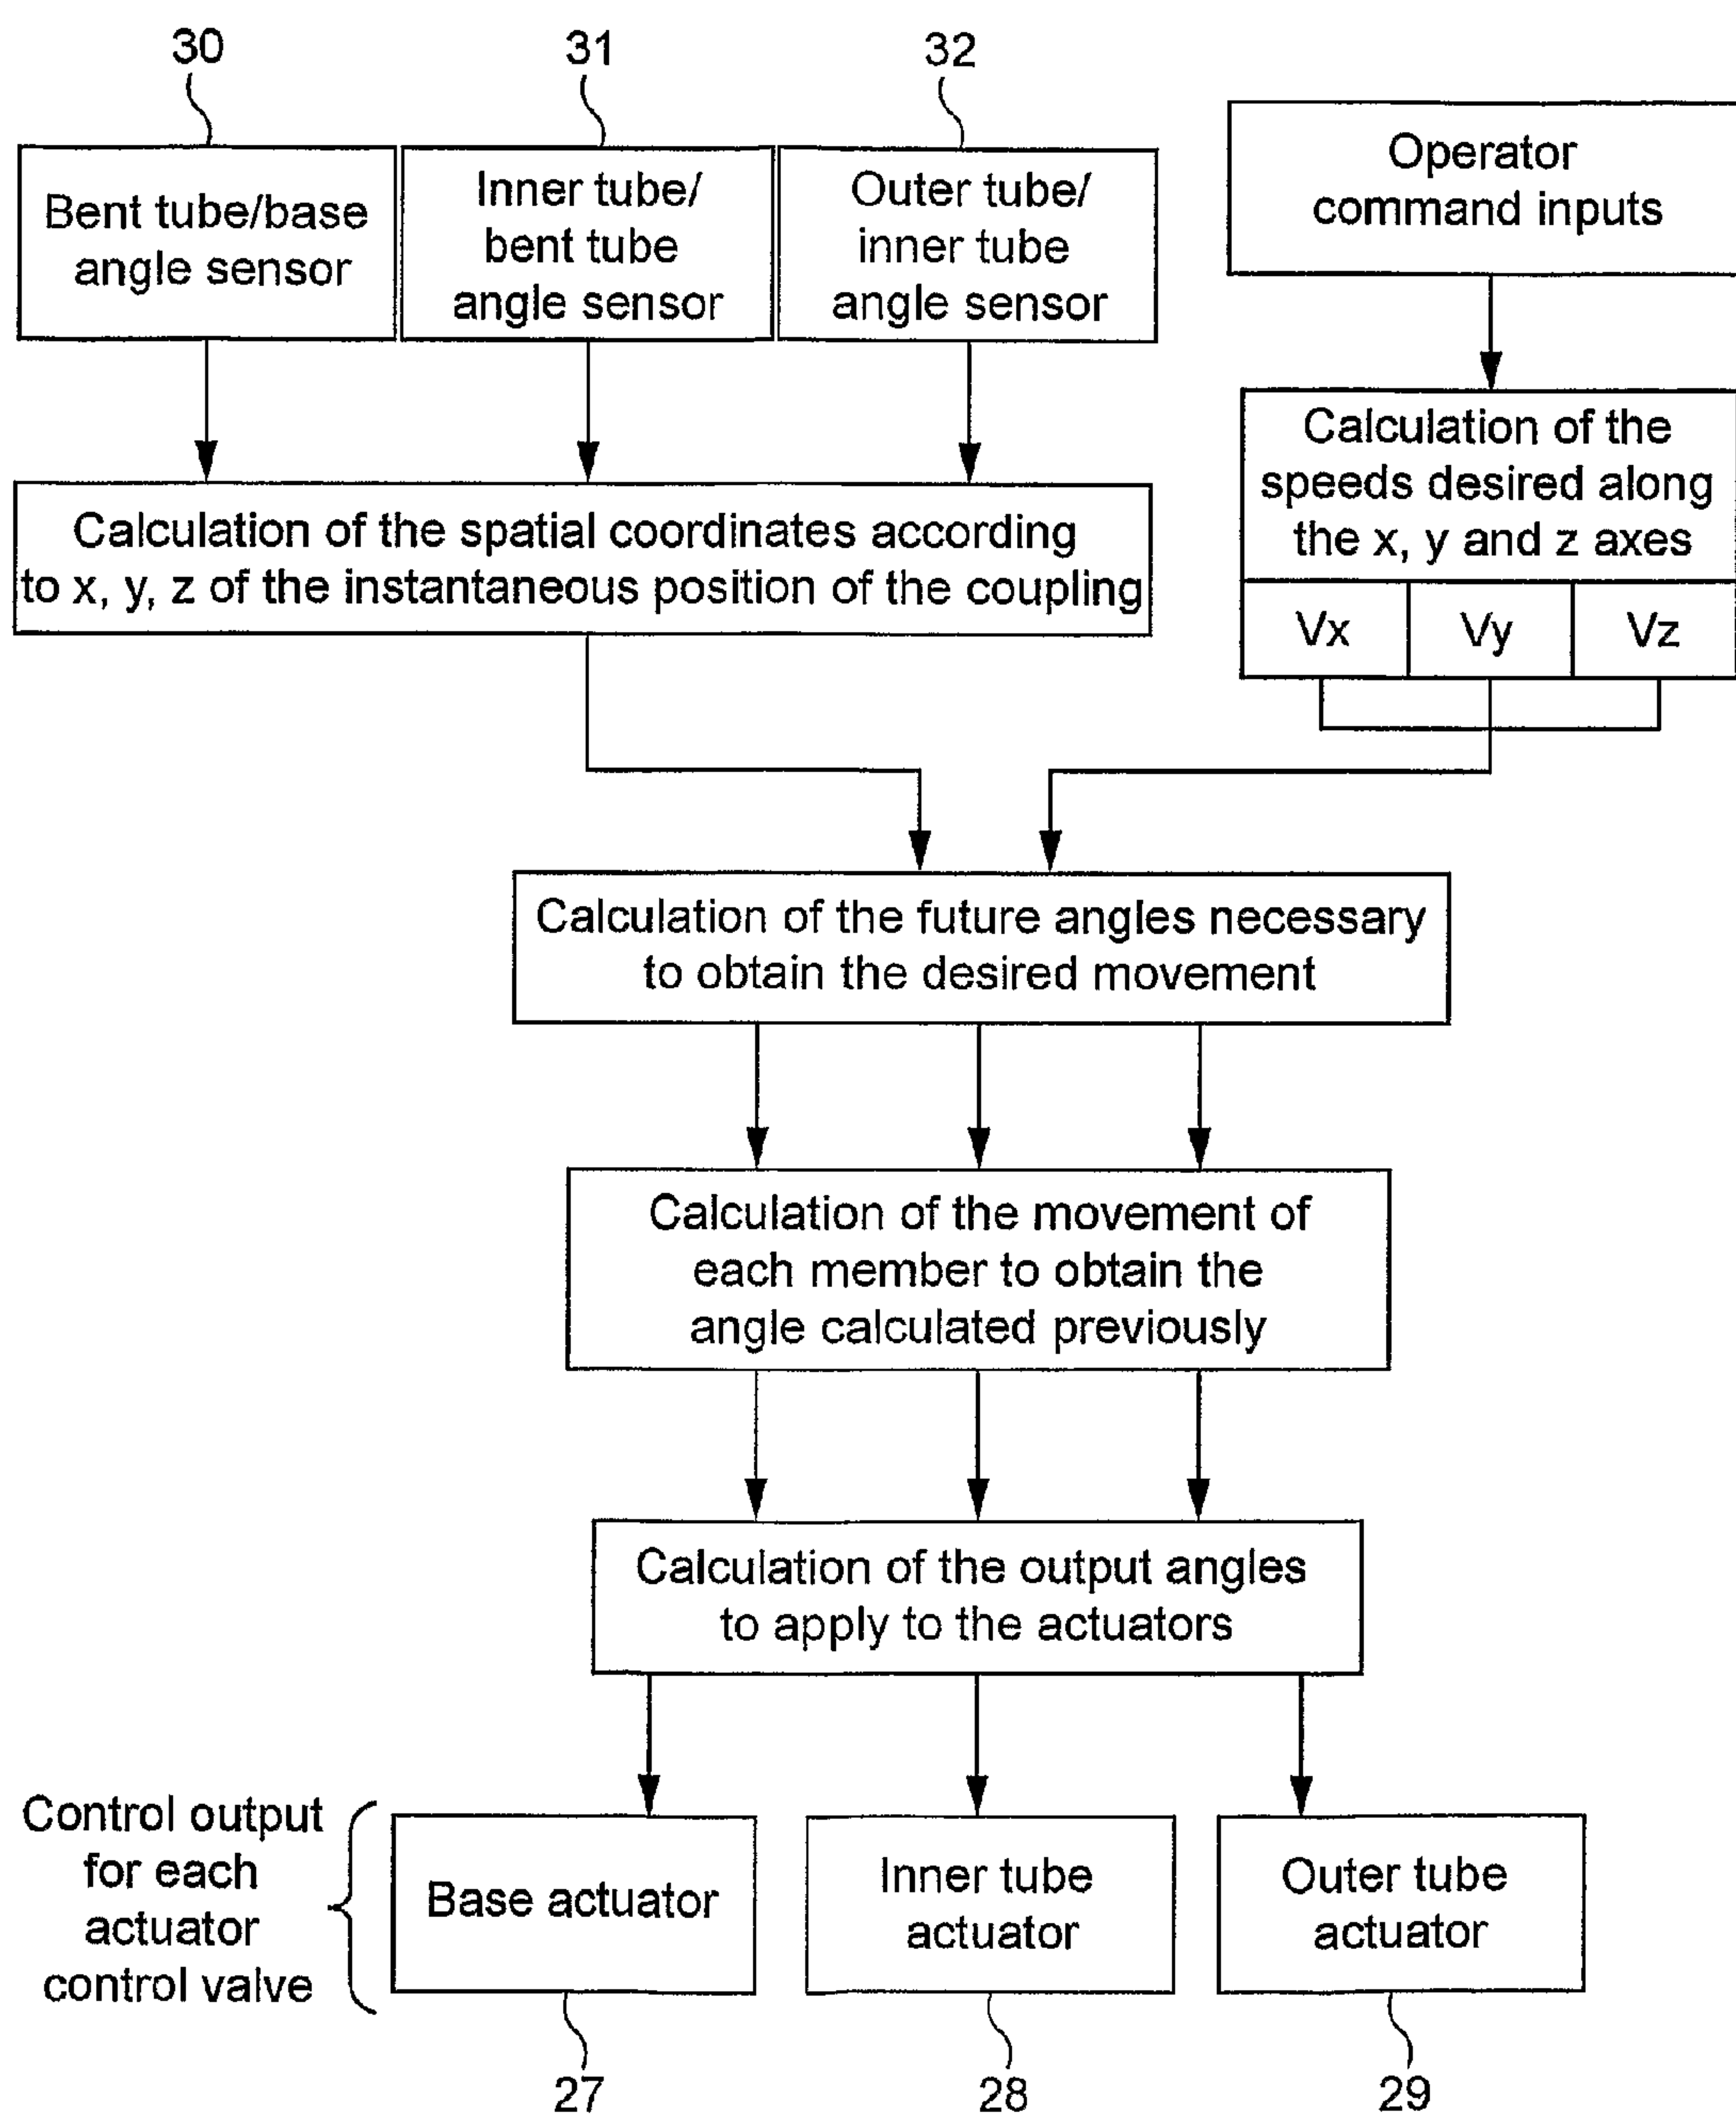 30
31
32
Bent tube/base
angle sensor
Inner tube/
bent tube
angle sensor
Outer tube/
inner tube
angle sensor
Operator
command inputs
Calculation of the spatial coordinates according
to x, y, z of the instantaneous position of the coupling
Calculation of the
speeds desired along
the x, y and z axes
Vx
Vy
Vz
Calculation of the future angles necessary
to obtain the desired movement
Calculation of the movement of
each member to obtain the
angle calculated previously
Calculation of the output angles
to apply to the actuators
Control output
for each
actuator
control valve
Base actuator
Inner tube
actuator
Outer tube
actuator
27
28
29